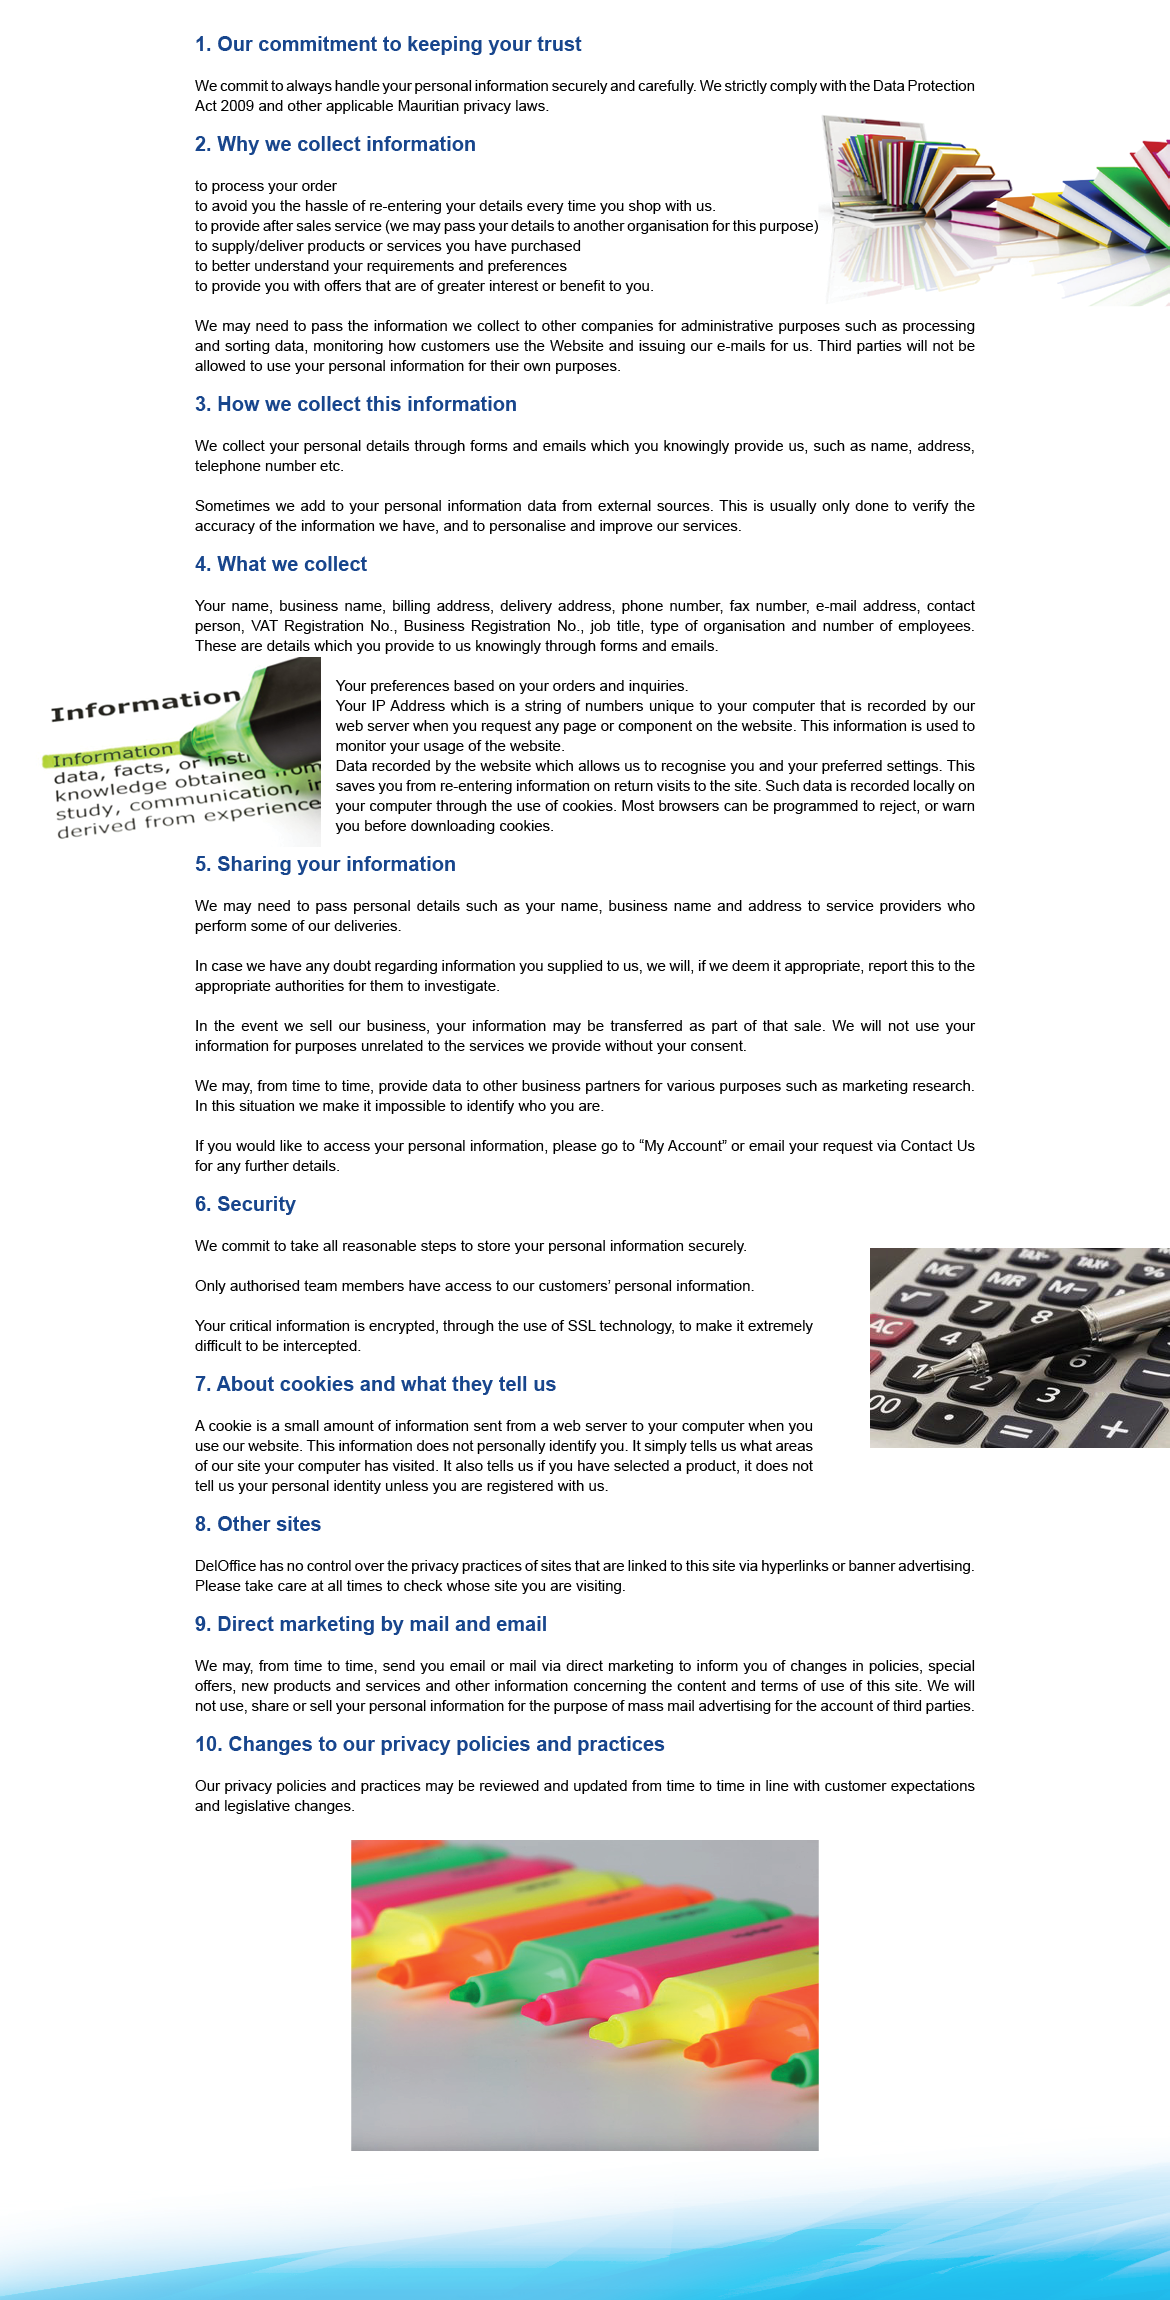 1. Our commitment to keeping your trust
We commit to always handle your personal information securely and carefully. We strictly comply with the Data Protection
Act 2009 and other applicable Mauritian privacy laws.
2. Why we collect information
to process your order
to avoid you the hassle of re-entering your details every time you shop with us.
to provide after sales service (we may pass your details to another organisation for this purpose)
to supply/deliver products or services you have purchased
to better understand your requirements and preferences
to provide you with offers that are of greater interest or benefit to you.
We may need to pass the information we collect to other companies for administrative purposes such as processing
and sorting data, monitoring how customers use the Website and issuing our e-mails for us. Third parties will not be
allowed to use your personal information for their own purposes.
3. How we collect this information
We collect your personal details through forms and emails which you knowingly provide us, such as name, address,
telephone number etc.
Sometimes we add to your personal information data from external sources. This is usually only done to verify the
accuracy of the information we have, and to personalise and improve our services.
4. What we collect
Your name, business name, billing address, delivery address, phone number, fax number, e-mail address, contact
person, VAT Registration No., Business Registration No., job title, type of organisation and number of employees.
These are details which you provide to us knowingly through forms and emails.
Information
Information
data, facts, or insti
knowledge obtained from
study, communication, in
derived from experience
Your preferences based on your orders and inquiries.
Your IP Address which is a string of numbers unique to your computer that is recorded by our
web server when you request any page or component on the website. This information is used to
monitor your usage of the website.
Data recorded by the website which allows us to recognise you and your preferred settings. This
saves you from re-entering information on return visits to the site. Such data is recorded locally on
your computer through the use of cookies. Most browsers can be programmed to reject, or warn
you before downloading cookies.
5. Sharing your information
We may need to pass personal details such as your name, business name and address to service providers who
perform some of our deliveries.
In case we have any doubt regarding information you supplied to us, we will, if we deem it appropriate, report this to the
appropriate authorities for them to investigate.
In the event we sell our business, your information may be transferred as part of that sale. We will not use your
information for purposes unrelated to the services we provide without your consent.
We may, from time to time, provide data to other business partners for various purposes such as marketing research.
In this situation we make it impossible to identify who you are.
If you would like to access your personal information, please go to “My Account” or email your request via Contact Us
for any further details.
6. Security
We commit to take all reasonable steps to store your personal information securely.
Only authorised team members have access to our customers’ personal information.
Your critical information is encrypted, through the use of SSL technology, to make it extremely
difficult to be intercepted.
TAX- TAX+
MC MR M- %
√ 7 8
AC 4 6 −
1 2 3
00 . = +
7. About cookies and what they tell us
A cookie is a small amount of information sent from a web server to your computer when you
use our website. This information does not personally identify you. It simply tells us what areas
of our site your computer has visited. It also tells us if you have selected a product, it does not
tell us your personal identity unless you are registered with us.
8. Other sites
DelOffice has no control over the privacy practices of sites that are linked to this site via hyperlinks or banner advertising.
Please take care at all times to check whose site you are visiting.
9. Direct marketing by mail and email
We may, from time to time, send you email or mail via direct marketing to inform you of changes in policies, special
offers, new products and services and other information concerning the content and terms of use of this site. We will
not use, share or sell your personal information for the purpose of mass mail advertising for the account of third parties.
10. Changes to our privacy policies and practices
Our privacy policies and practices may be reviewed and updated from time to time in line with customer expectations
and legislative changes.